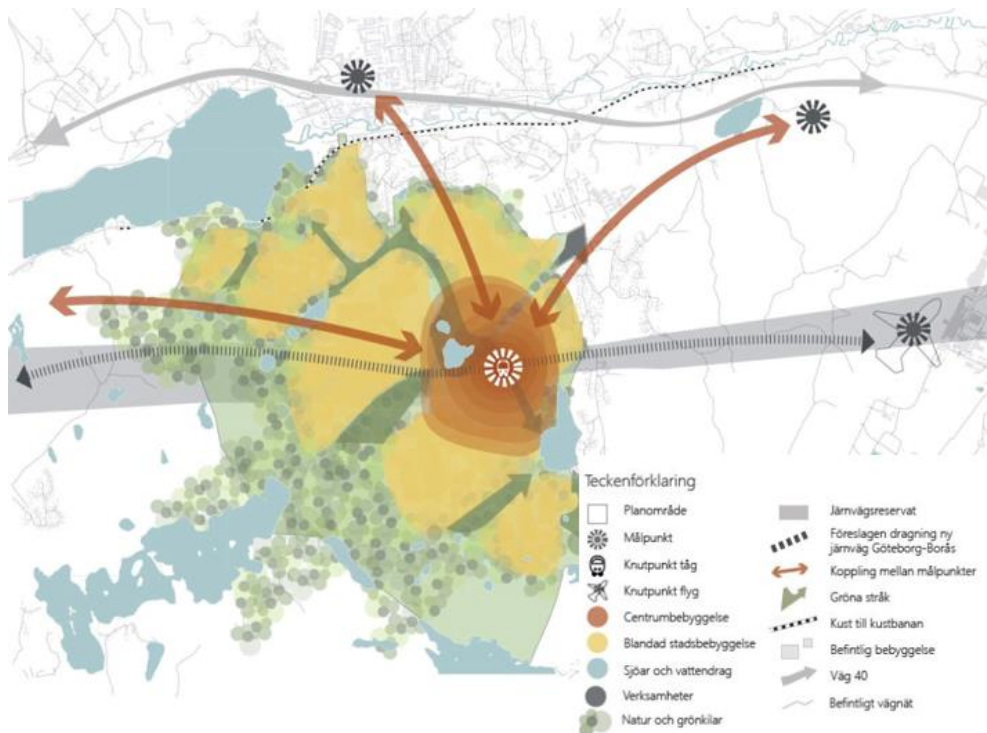 Teckenförklaring
Planområde
Målpunkt
Knutpunkt tåg
Knutpunkt flyg
Centrumbebyggelse
Blandad stadsbebyggelse
Sjöar och vattendrag
Verksamheter
Natur och grönkilar
Järnvägsreservat
Föreslagen dragning ny
järnväg Göteborg-Borås
Koppling mellan målpunkter
Gröna stråk
Kust till kustbanan
Befintlig bebyggelse
Väg 40
Befintligt vägnät